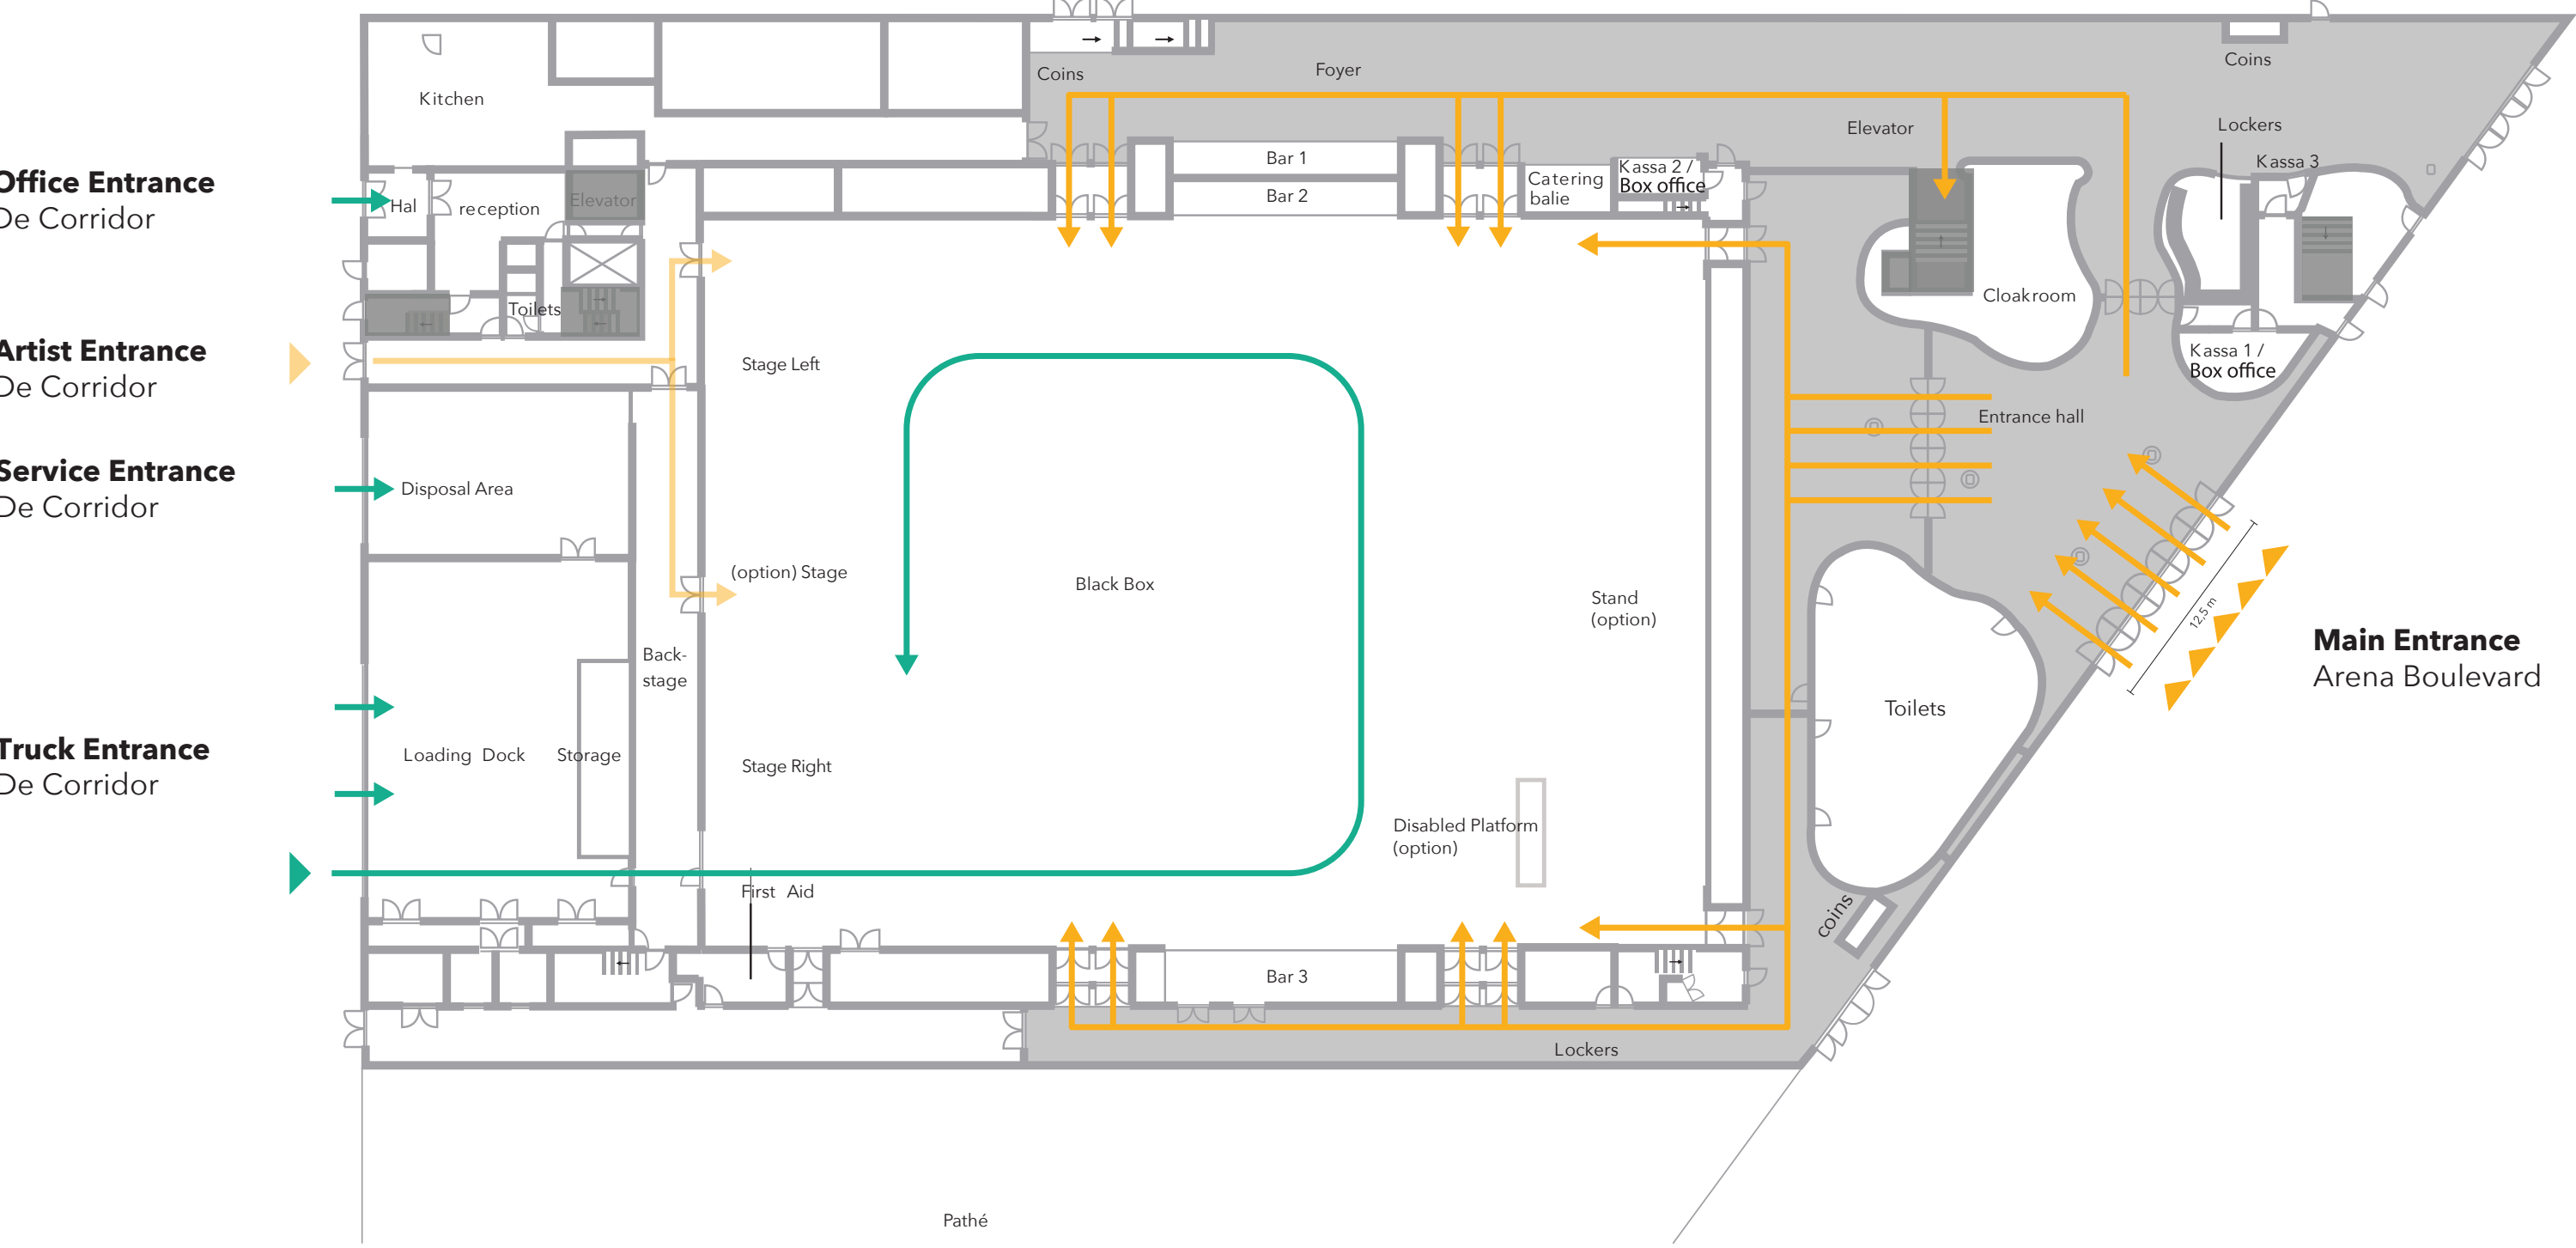 Coins
Foyer
Coins
Kitchen
Elevator
Lockers
Bar 1
Kassa 2 /
Box office
Kassa 3
Office Entrance
De Corridor
Hal
reception
Elevator
Bar 2
Catering
balie
Cloakroom
Toilets
Artist Entrance
De Corridor
Stage Left
Kassa 1 /
Box office
Entrance hall
Service Entrance
De Corridor
Disposal Area
(option) Stage
Black Box
Stand
(option)
12,5 m
Main Entrance
Arena Boulevard
Back-
stage
Toilets
Truck Entrance
De Corridor
Loading Dock
Storage
Stage Right
Disabled Platform
(option)
First Aid
coins
Bar 3
Lockers
Pathé